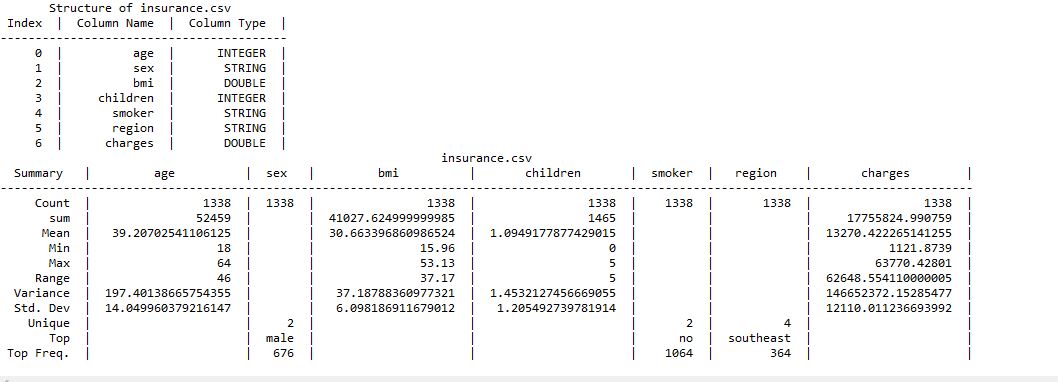 Structure of insurance.csv
Index | Column Name | Column Type |
----------------------------------------
0 | age | INTEGER |
1 | sex | STRING |
2 | bmi | DOUBLE |
3 | children | INTEGER |
4 | smoker | STRING |
5 | region | STRING |
6 | charges | DOUBLE |
insurance.csv
Summary | age | sex | bmi | children | smoker | region | charges |
----------------------------------------------------------------------------------------------------------------------------------------
Count | 1338 | 1338 | 1338 | 1338 | 1338 | 1338 | 1338 |
sum | 52459 | | 41027.624999999985 | 1465 | | | 17755824.990759 |
Mean | 39.20702541106125 | | 30.663396860986524 | 1.0949177877429015 | | | 13270.422265141255 |
Min | 18 | | 15.96 | 0 | | | 1121.8739 |
Max | 64 | | 53.13 | 5 | | | 63770.42801 |
Range | 46 | | 37.17 | 5 | | | 62648.554110000005 |
Variance | 197.40138665754355 | | 37.18788360977321 | 1.4532127456669055 | | | 146652372.15285477 |
Std. Dev | 14.049960379216147 | | 6.098186911679012 | 1.205492739781914 | | | 12110.011236693992 |
Unique | | 2 | | | 2 | 4 | |
Top | | male | | | no | southeast | |
Top Freq. | | 676 | | | 1064 | 364 | |